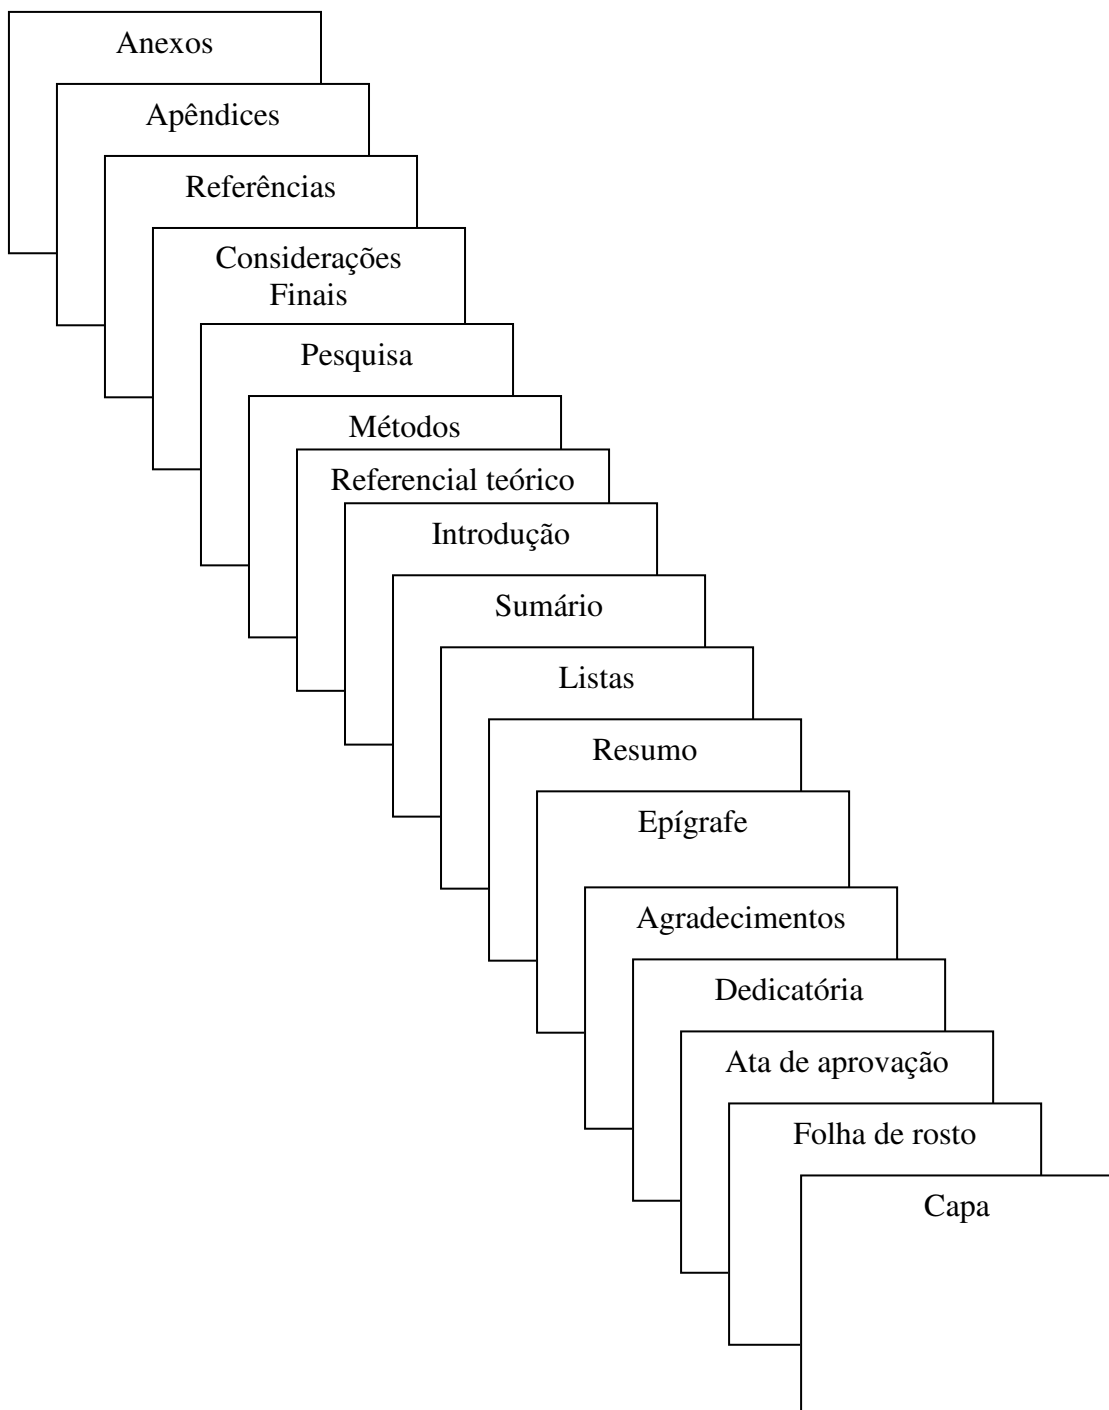 Anexos
Apêndices
Referências
Considerações
Finais
Pesquisa
Métodos
Referencial teórico
Introdução
Sumário
Listas
Resumo
Epígrafe
Agradecimentos
Dedicatória
Ata de aprovação
Folha de rosto
Capa